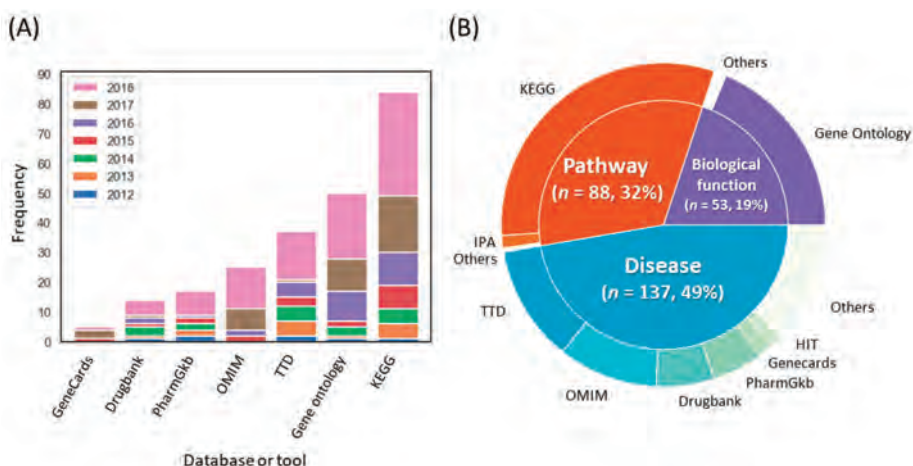 (A)
90
80
70
60
50
40
30
20
10
0
Frequency
2018
2017
2016
2015
2014
2013
2012
GeneCards
Drugbank
PharmGkb
OMIM
TTD
Gene ontology
KEGG
Database or tool
(B)
Others
KEGG
Gene Ontology
Pathway
(n = 88, 32%)
Biological
function
(n = 53, 19%)
IPA
Others
Disease
(n = 137, 49%)
TTD
Others
HIT
Genecards
PharmGkb
OMIM
Drugbank